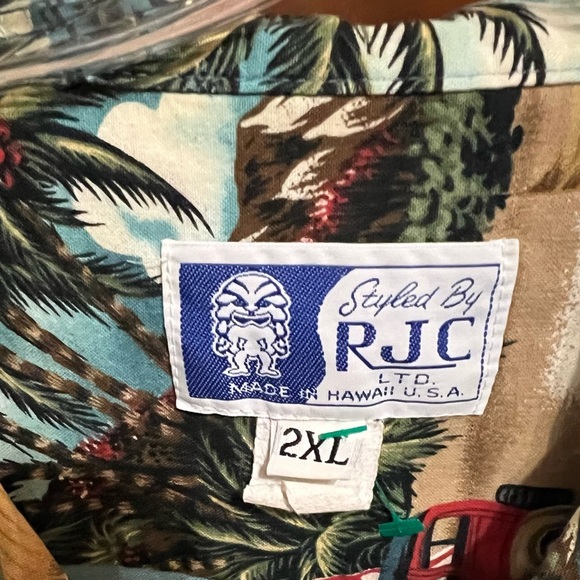 Styled By
RJC
LTD.
MADE IN HAWAII U.S.A.
2XL